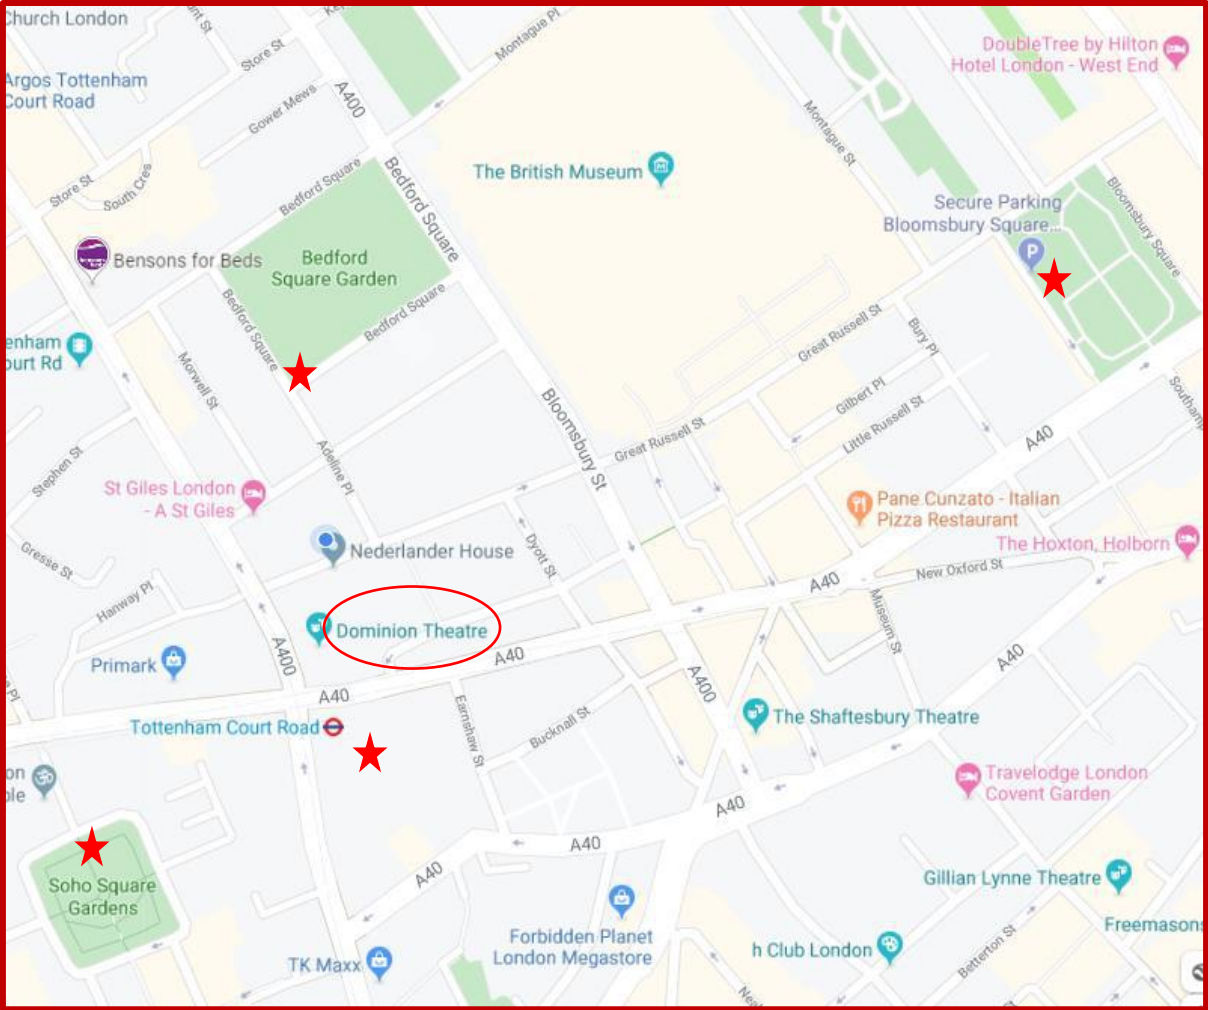 Church London
Store St
Montague Pl
A400
DoubleTree by Hilton
Hotel London - West End
Argos Tottenham
Court Road
Gower Mews
Montague St
Bedford Square
Bedford Square
The British Museum
Store St
South Cres
Secure Parking
Bloomsbury Square...
P
Bloomsbury Square
Bensons for Beds
Bedford
Square Garden
Bedford Square
Bedford Square
enham
ourt Rd
Great Russell St
Bury Pl
Morwell St
Gilbert Pl
Southam
Bloomsbury St
Little Russell St
Great Russell St
A40
Stephen St
Adeline Pl
St Giles London
- A St Giles
Pane Cunzato - Italian
Pizza Restaurant
Gresse St
Nederlander House
Dyott St
The Hoxton, Holborn
New Oxford St
A40
Hanway Pl
Museum St
Dominion Theatre
Primark
A400
A40
A40
A400
A40
Tottenham Court Road
Earnshaw St
Bucknall St
The Shaftesbury Theatre
on
ple
Travelodge London
Covent Garden
A40
A40
A40
Soho Square
Gardens
Gillian Lynne Theatre
Forbidden Planet
London Megastore
Freemasons
TK Maxx
h Club London
Betterton St
Neal